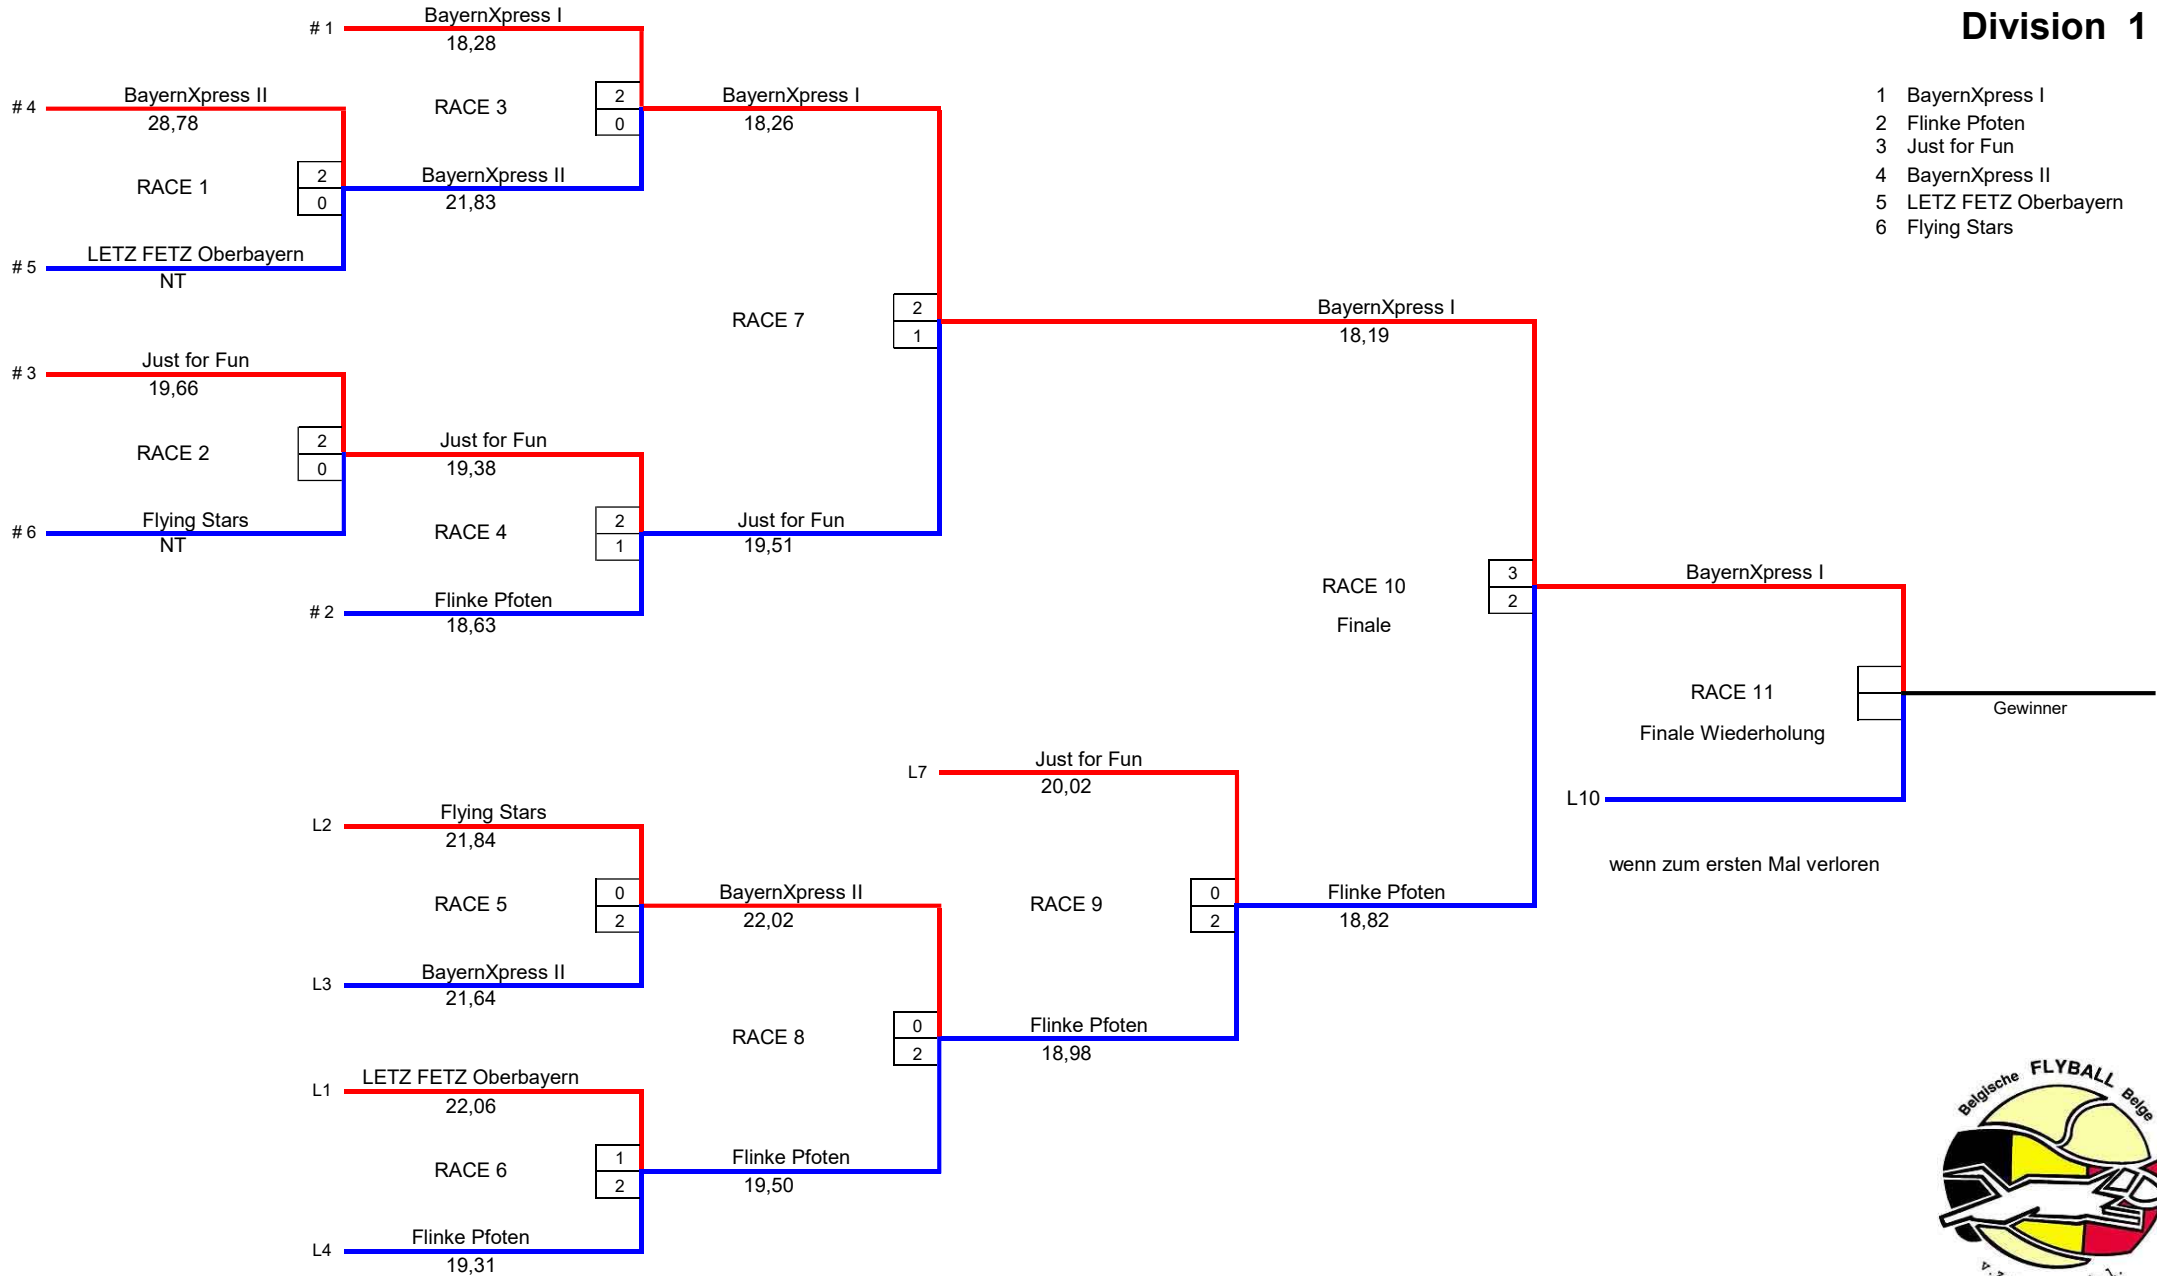 Division 1
1 BayernXpress I
2 Flinke Pfoten
3 Just for Fun
4 BayernXpress II
5 LETZ FETZ Oberbayern
6 Flying Stars
# 1 BayernXpress I
18,28
# 4 BayernXpress II
28,78
RACE 3
2
0
BayernXpress I
18,26
RACE 1
2
0
BayernXpress II
21,83
# 5 LETZ FETZ Oberbayern
NT
RACE 7
2
1
BayernXpress I
18,19
# 3 Just for Fun
19,66
RACE 2
2
0
Just for Fun
19,38
# 6 Flying Stars
NT
RACE 4
2
1
Just for Fun
19,51
# 2 Flinke Pfoten
18,63
RACE 10
Finale
3
2
BayernXpress I
RACE 11
Finale Wiederholung
Gewinner
L10
wenn zum ersten Mal verloren
L7 Just for Fun
20,02
L2 Flying Stars
21,84
RACE 5
0
2
BayernXpress II
22,02
RACE 9
0
2
Flinke Pfoten
18,82
L3 BayernXpress II
21,64
RACE 8
0
2
Flinke Pfoten
18,98
L1 LETZ FETZ Oberbayern
22,06
RACE 6
1
2
Flinke Pfoten
19,50
L4 Flinke Pfoten
19,31
Belgische FLYBALL Belge